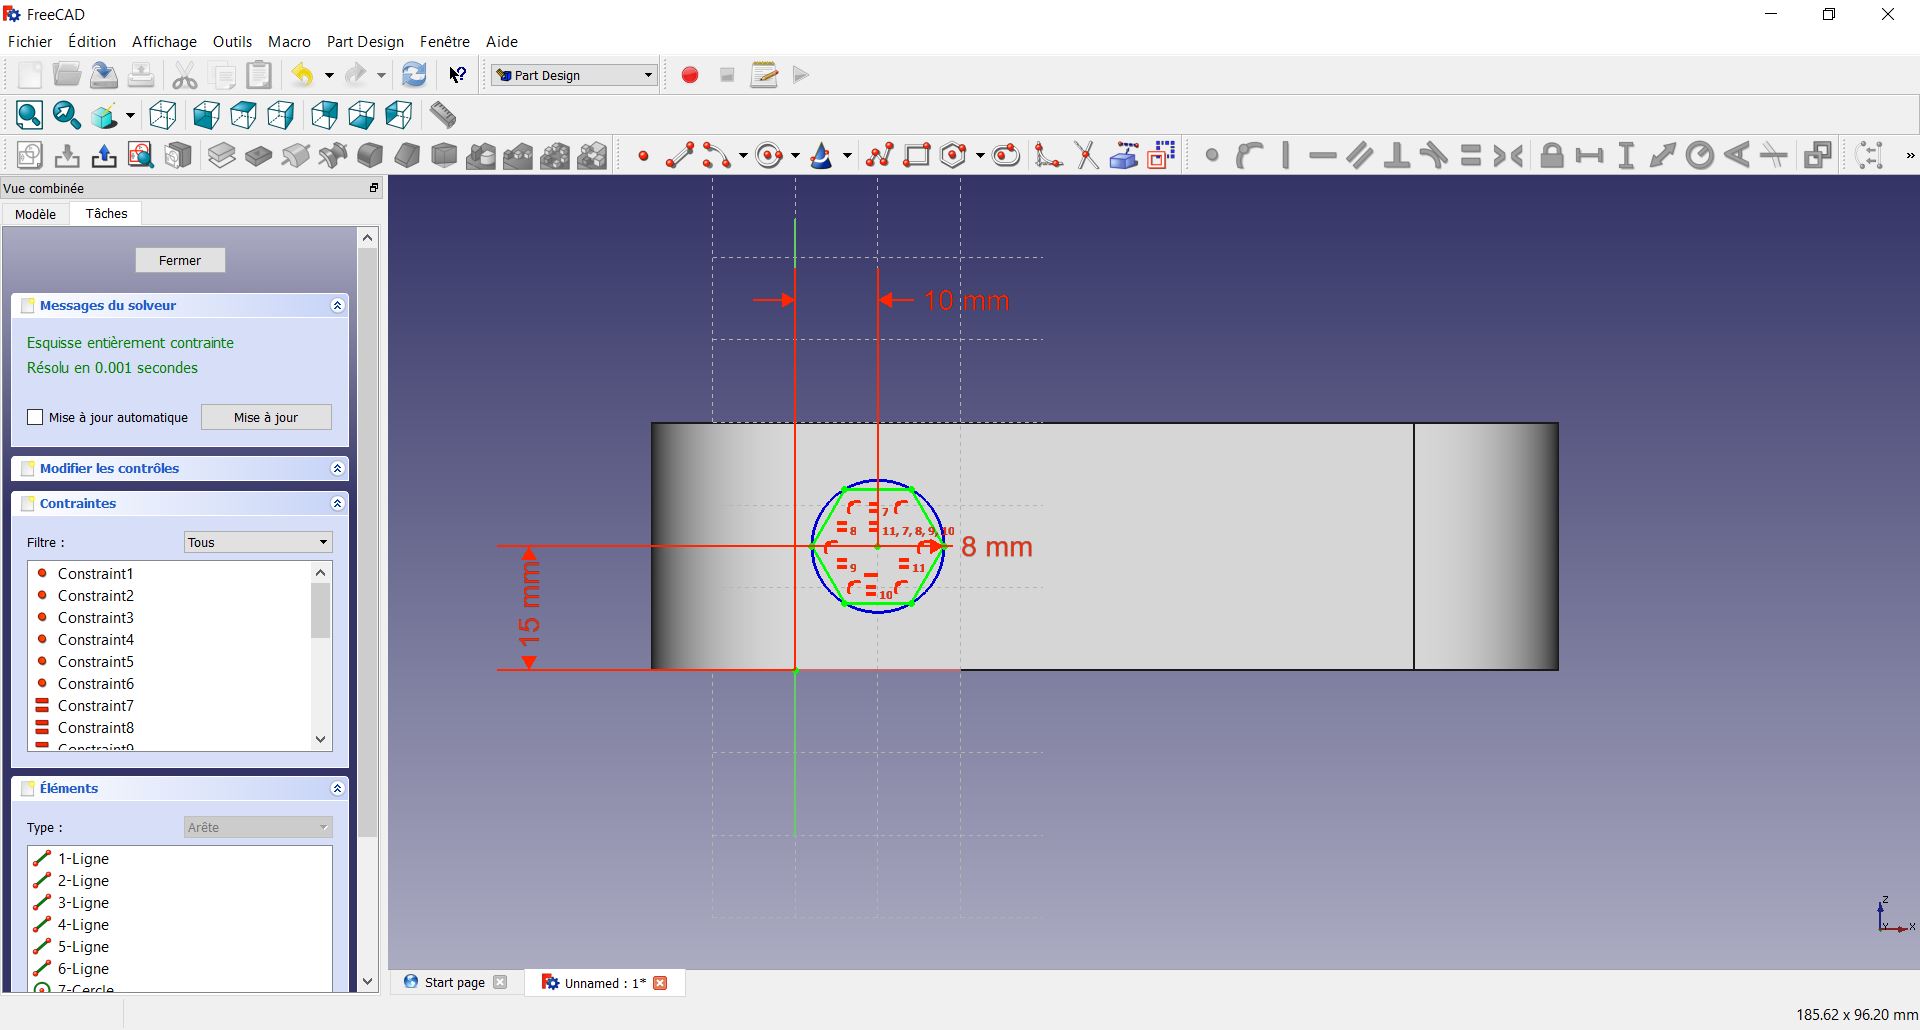 FreeCAD
Fichier Édition Affichage Outils Macro Part Design Fenêtre Aide
Part Design
»
Vue combinée
Modèle Tâches
Fermer
Messages du solveur
Esquisse entièrement contrainte
Résolu en 0.001 secondes
Mise à jour automatique Mise à jour
Modifier les contrôles
Contraintes
Filtre : Tous
Constraint1
Constraint2
Constraint3
Constraint4
Constraint5
Constraint6
Constraint7
Constraint8
Constraint9
Éléments
Type : Arête
1-Ligne
2-Ligne
3-Ligne
4-Ligne
5-Ligne
6-Ligne
7-Cercle
10 mm
7
8 11, 7, 8, 9, 10
8 mm
9 11
10
15 mm
Z
Y X
Start page Unnamed : 1*
185.62 x 96.20 mm